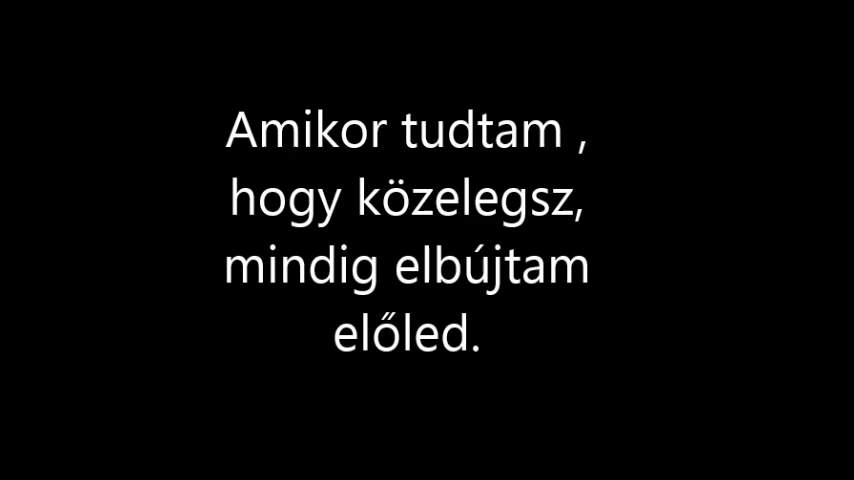 Amikor tudtam ,
hogy közelegsz,
mindig elbújtam
előled.